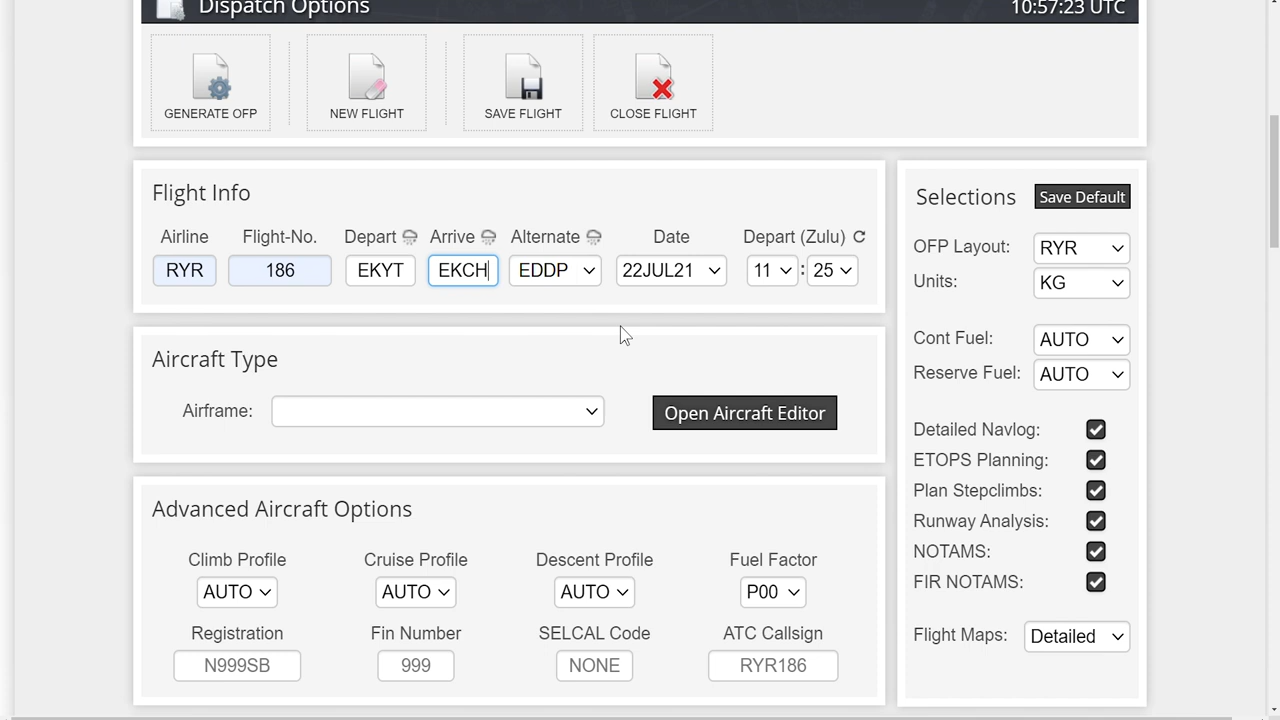 Dispatch Options 10:57:23 UTC
GENERATE OFP NEW FLIGHT SAVE FLIGHT CLOSE FLIGHT
Flight Info
Airline Flight-No. Depart Arrive Alternate Date Depart (Zulu)
RYR 186 EKYT EKCH EDDP 22JUL21 11 : 25
Aircraft Type
Airframe: Open Aircraft Editor
Advanced Aircraft Options
Climb Profile Cruise Profile Descent Profile Fuel Factor
AUTO AUTO AUTO P00
Registration Fin Number SELCAL Code ATC Callsign
N999SB 999 NONE RYR186
Selections Save Default
OFP Layout: RYR
Units: KG
Cont Fuel: AUTO
Reserve Fuel: AUTO
Detailed Navlog:
ETOPS Planning:
Plan Stepclimbs:
Runway Analysis:
NOTAMS:
FIR NOTAMS:
Flight Maps: Detailed